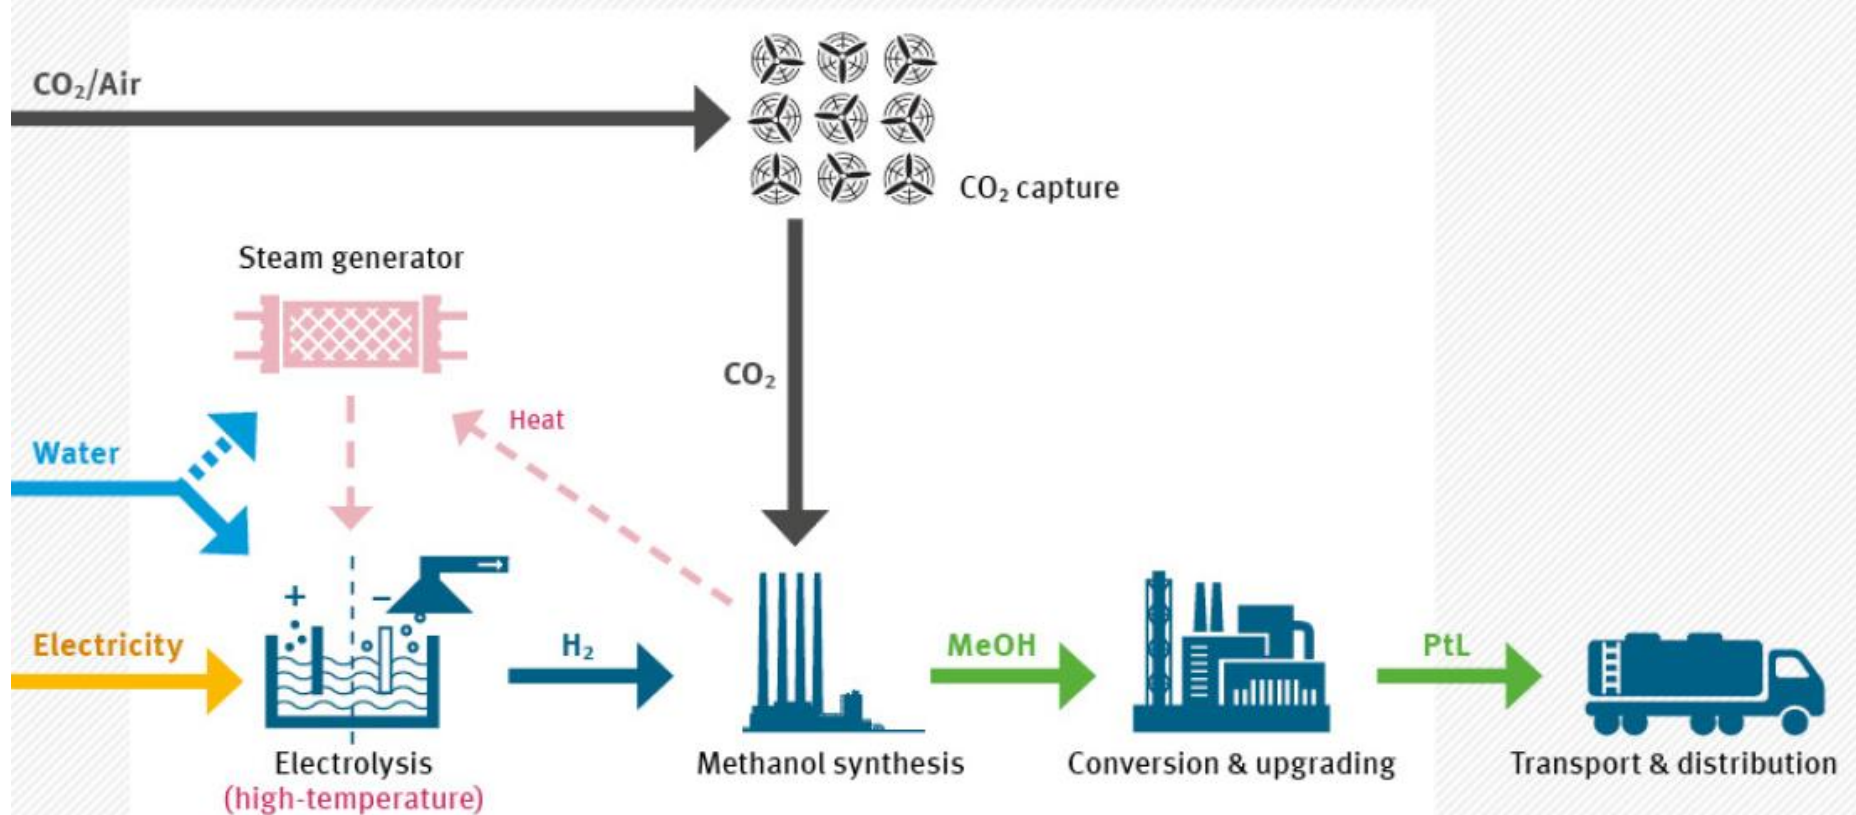 CO₂/Air
CO₂ capture
Steam generator
CO₂
Heat
Water
+ −
Electricity
H₂
MeOH
PtL
Electrolysis
(high-temperature)
Methanol synthesis
Conversion & upgrading
Transport & distribution